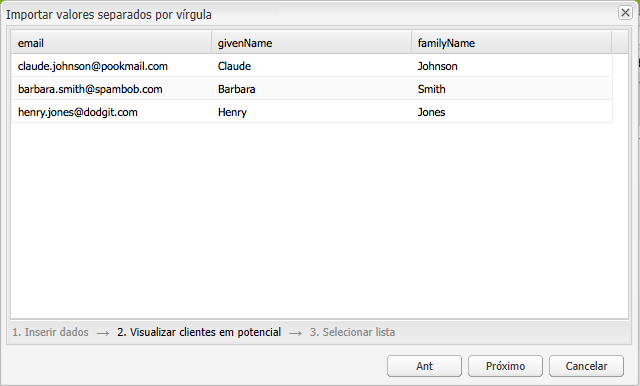 Importar valores separados por vírgula
email givenName familyName
claude.johnson@pookmail.com Claude Johnson
barbara.smith@spambob.com Barbara Smith
henry.jones@dodgit.com Henry Jones
1. Inserir dados → 2. Visualizar clientes em potencial → 3. Selecionar lista
Ant Próximo Cancelar